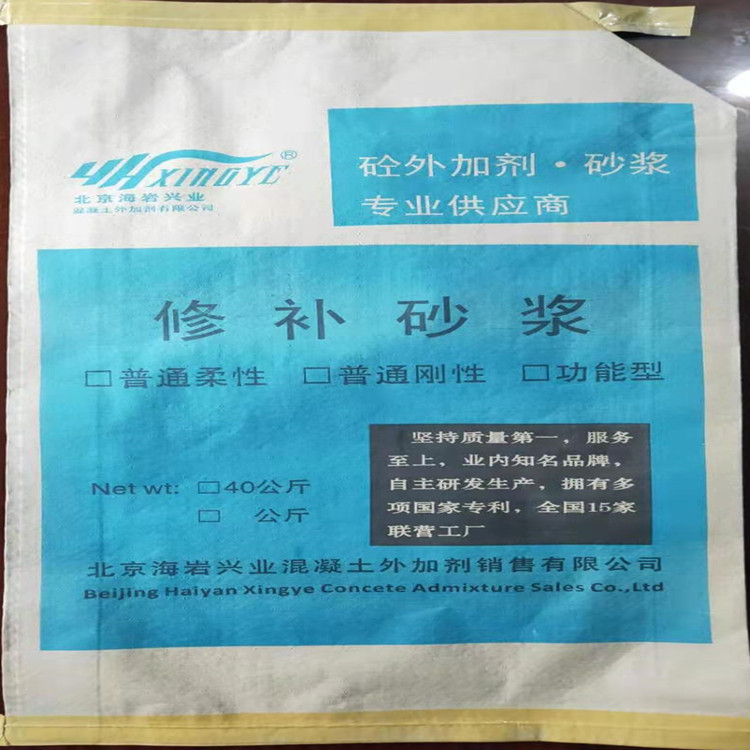 YH XINGYE®
北京海岩兴业
混凝土外加剂有限公司
砼外加剂·砂浆
专业供应商
修补砂浆
□普通柔性 □普通刚性 □功能型
坚持质量第一，服务
至上，业内知名品牌，
自主研发生产，拥有多
项国家专利，全国15家
联营工厂
Net wt: □40公斤
□ 公斤
北京海岩兴业混凝土外加剂销售有限公司
Beijing Haiyan Xingye Concete Admixture Sales Co.,Ltd